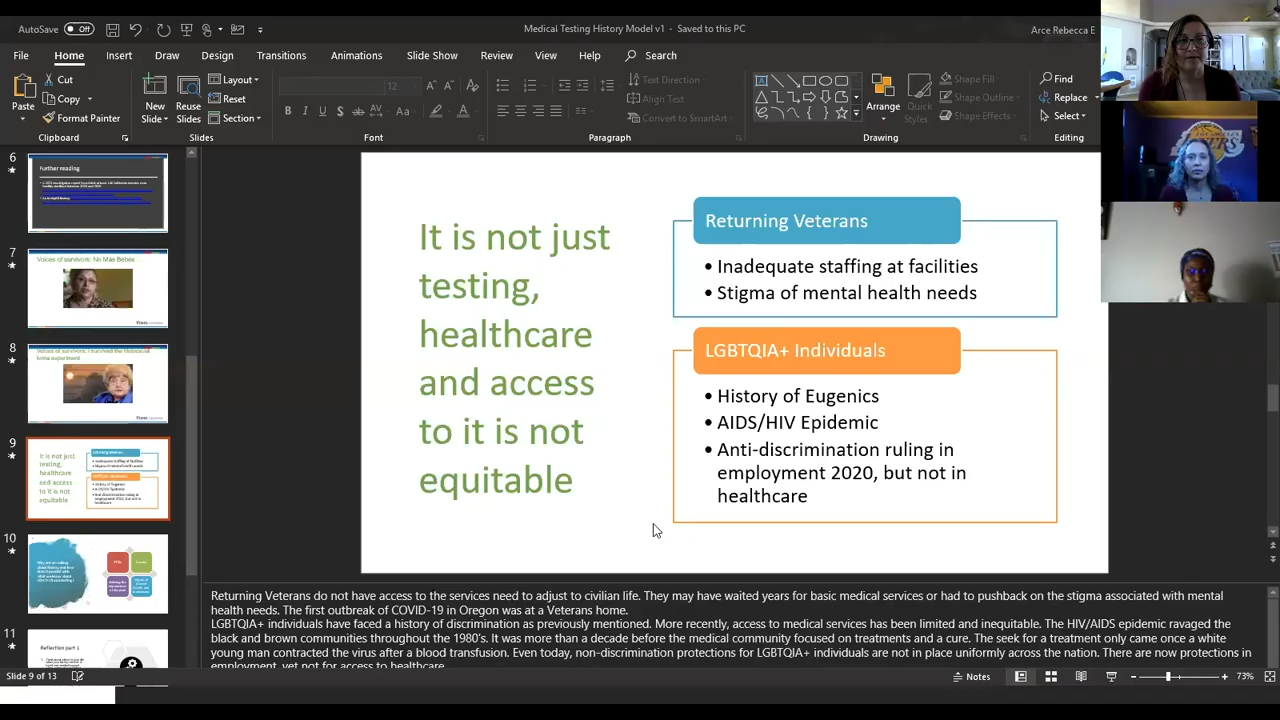 AutoSave Off
Medical Testing History Model v1 - Saved to this PC
Arce Rebecca E
File Home Insert Draw Design Transitions Animations Slide Show Review View Help Search
Paste
Cut
Copy
Format Painter
New Slide
Reuse Slides
Layout
Reset
Section
12
Aa
Text Direction
Align Text
Convert to SmartArt
Arrange
Quick Styles
Shape Fill
Shape Outline
Shape Effects
Find
Replace
Select
Clipboard Slides Font Paragraph Drawing Editing
6
Further reading
7
Voices of survivors: No Mas Bebes
8
Voices of survivors: I survived the Holocaust
twins experiment
9
It is not just
testing,
healthcare
and access
to it is not
equitable
10
11
Reflection part 1
It is not just
testing,
healthcare
and access
to it is not
equitable
Returning Veterans
• Inadequate staffing at facilities
• Stigma of mental health needs
LGBTQIA+ Individuals
• History of Eugenics
• AIDS/HIV Epidemic
• Anti-discrimination ruling in
employment 2020, but not in
healthcare
Returning Veterans do not have access to the services need to adjust to civilian life. They may have waited years for basic medical services or had to pushback on the stigma associated with mental
health needs. The first outbreak of COVID-19 in Oregon was at a Veterans home.
LGBTQIA+ individuals have faced a history of discrimination as previously mentioned. More recently, access to medical services has been limited and inequitable. The HIV/AIDS epidemic ravaged the
black and brown communities throughout the 1980's. It was more than a decade before the medical community focused on treatments and a cure. The seek for a treatment only came once a white
young man contracted the virus after a blood transfusion. Even today, non-discrimination protections for LGBTQIA+ individuals are not in place uniformly across the nation. There are now protections in
employment, yet not for access to healthcare.
Slide 9 of 13
Notes
73%